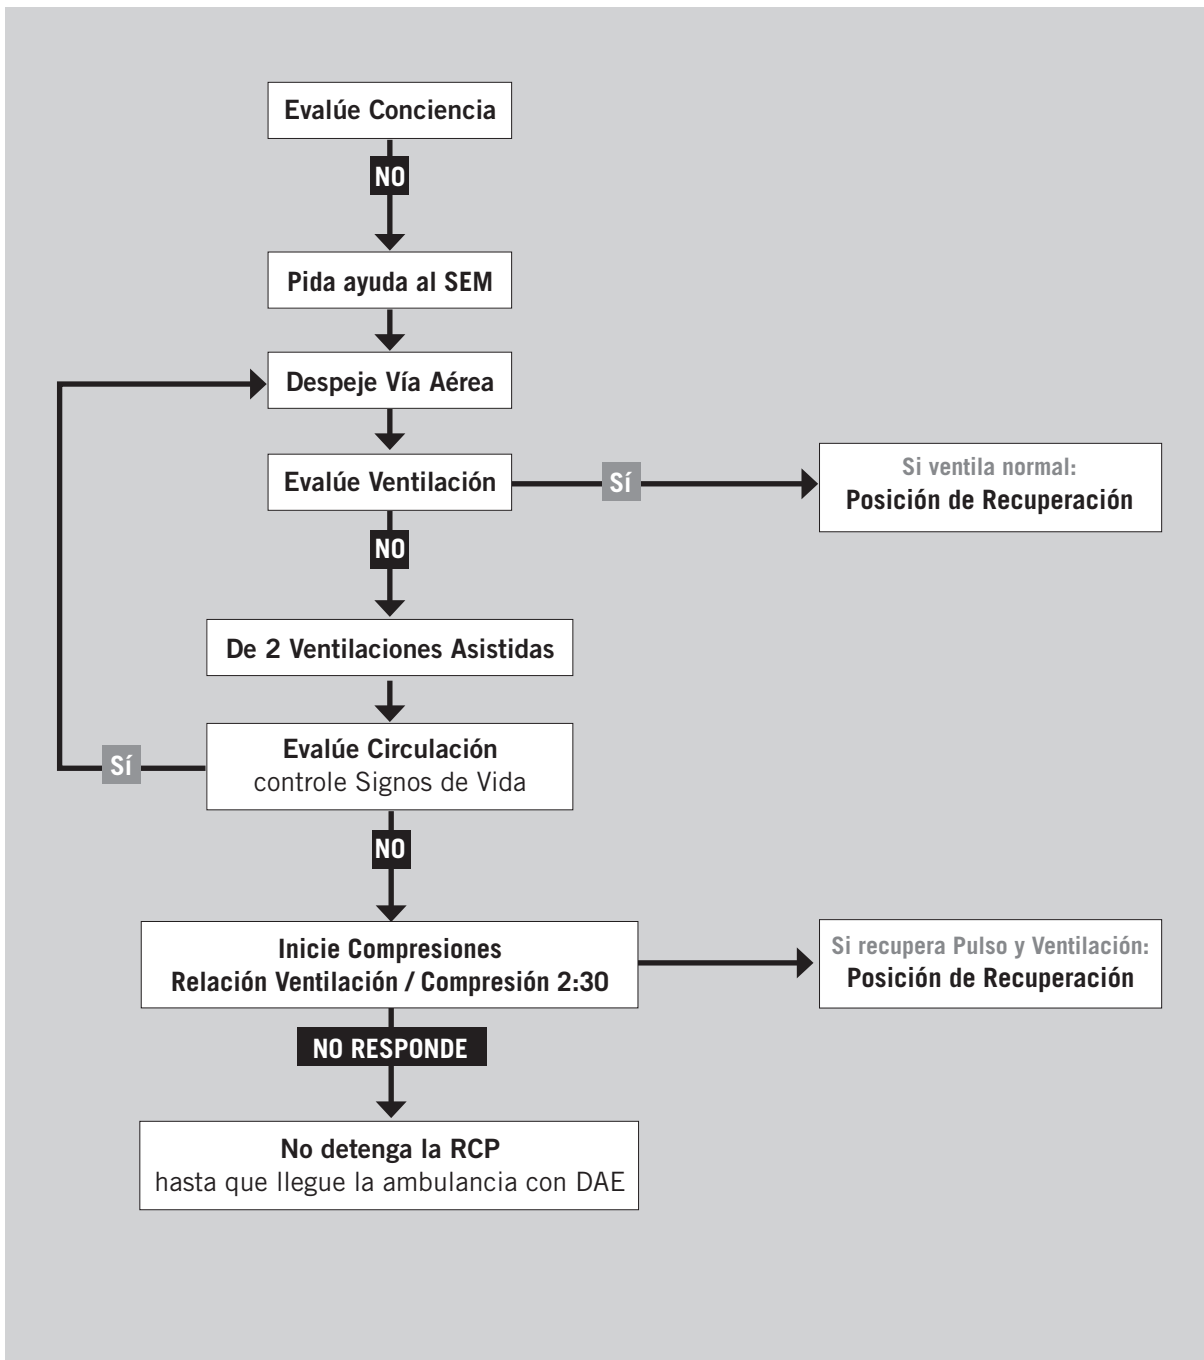 Evalúe Conciencia
NO
Pida ayuda al SEM
Despeje Vía Aérea
Evalúe Ventilación
Sí
Si ventila normal:
Posición de Recuperación
NO
De 2 Ventilaciones Asistidas
Evalúe Circulación
controle Signos de Vida
Sí
NO
Inicie Compresiones
Relación Ventilación / Compresión 2:30
Si recupera Pulso y Ventilación:
Posición de Recuperación
NO RESPONDE
No detenga la RCP
hasta que llegue la ambulancia con DAE